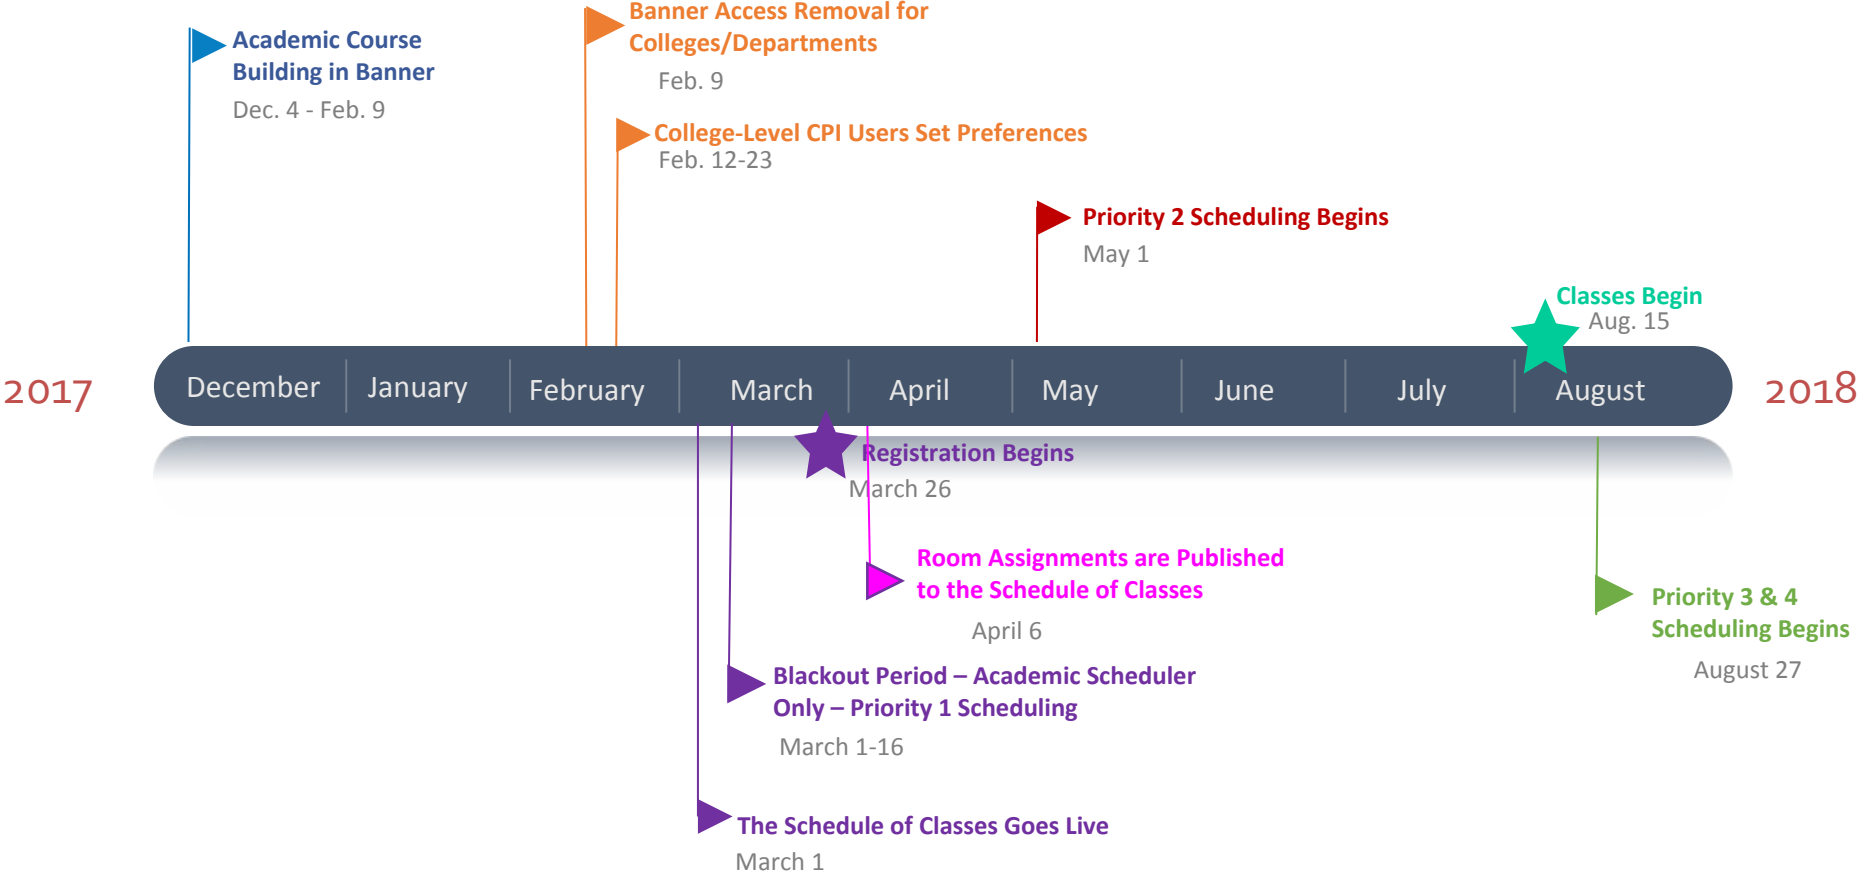 Banner Access Removal for
Colleges/Departments
Feb. 9
Academic Course
Building in Banner
Dec. 4 - Feb. 9
College-Level CPI Users Set Preferences
Feb. 12-23
Priority 2 Scheduling Begins
May 1
Classes Begin
Aug. 15
2017
December
January
February
March
April
May
June
July
August
2018
Registration Begins
March 26
Room Assignments are Published
to the Schedule of Classes
April 6
Priority 3 & 4
Scheduling Begins
August 27
Blackout Period – Academic Scheduler
Only – Priority 1 Scheduling
March 1-16
The Schedule of Classes Goes Live
March 1